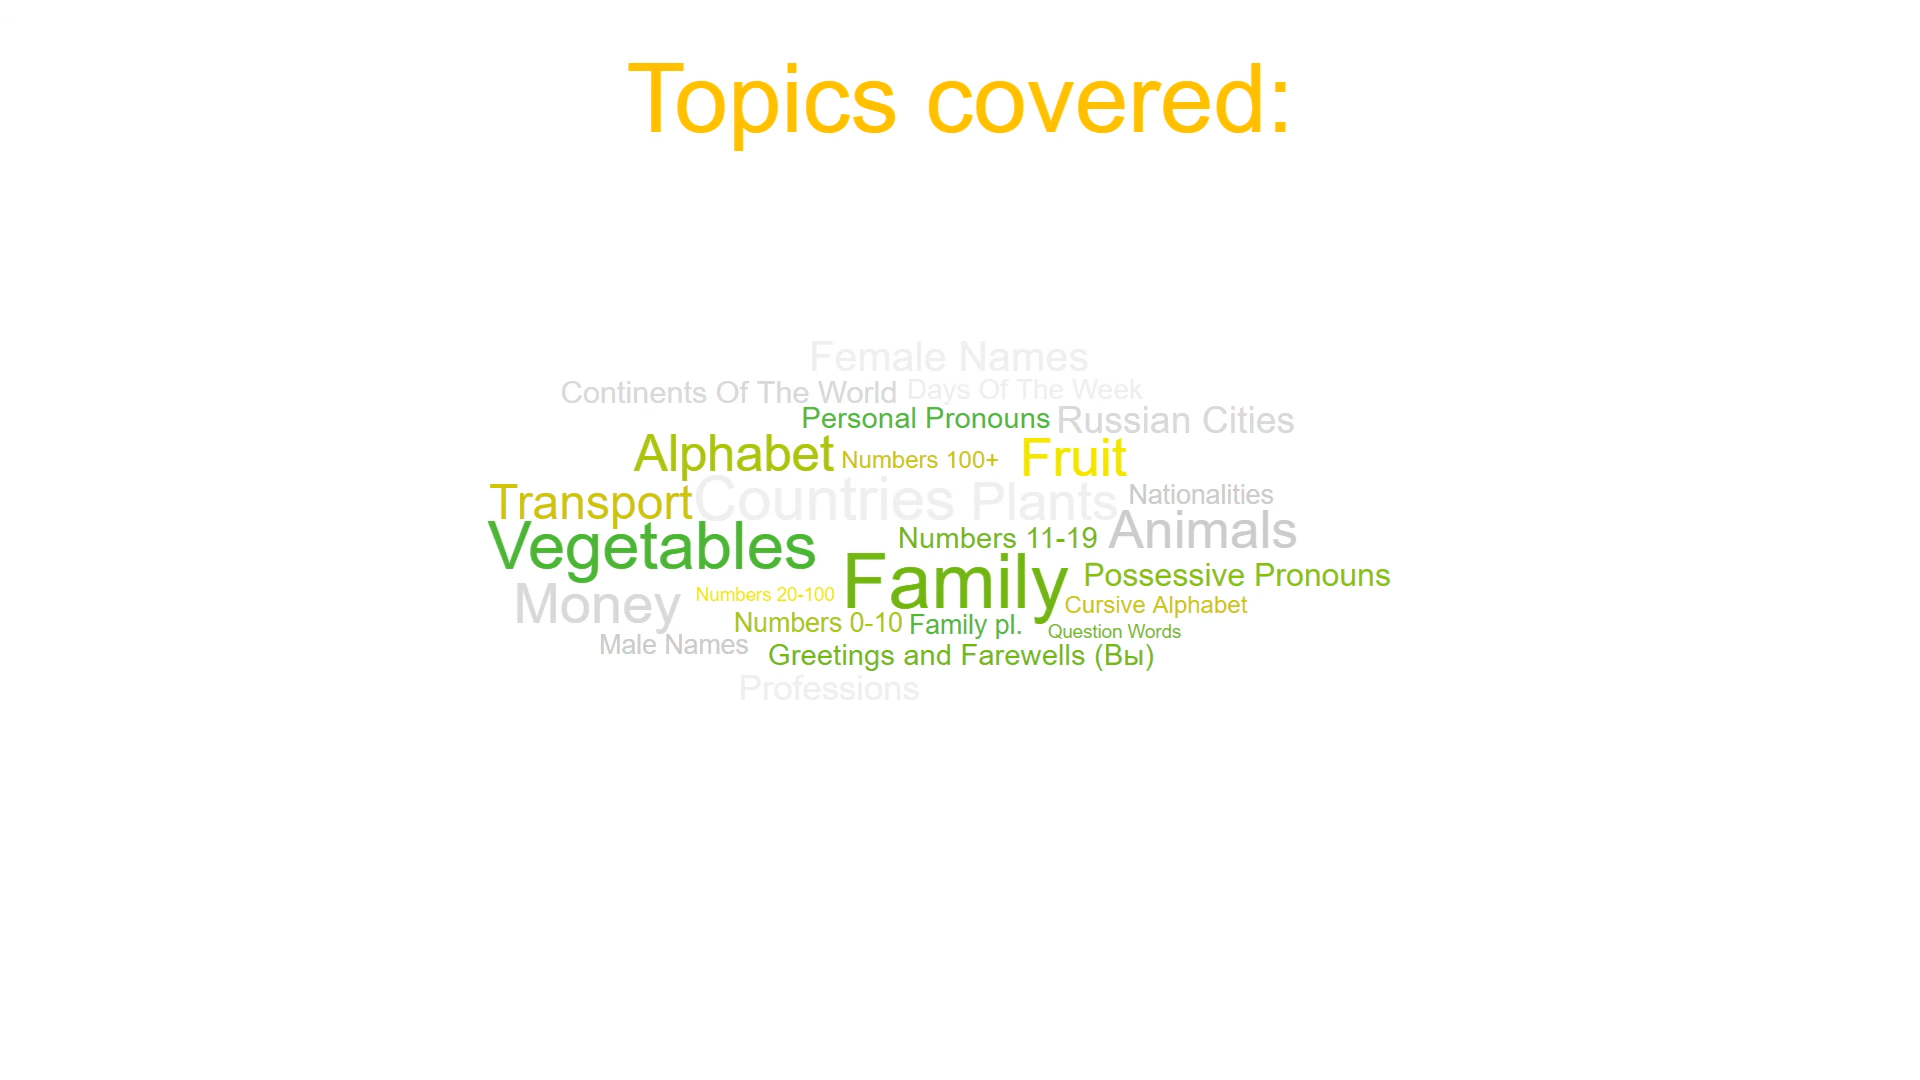 Topics covered:
Female Names
Continents Of The World Days Of The Week
Personal Pronouns Russian Cities
Alphabet Numbers 100+ Fruit
Transport Countries Plants Nationalities
Vegetables Numbers 11-19 Animals
Family Possessive Pronouns
Money Numbers 20-100 Cursive Alphabet
Numbers 0-10 Family pl. Question Words
Male Names Greetings and Farewells (Вы)
Professions